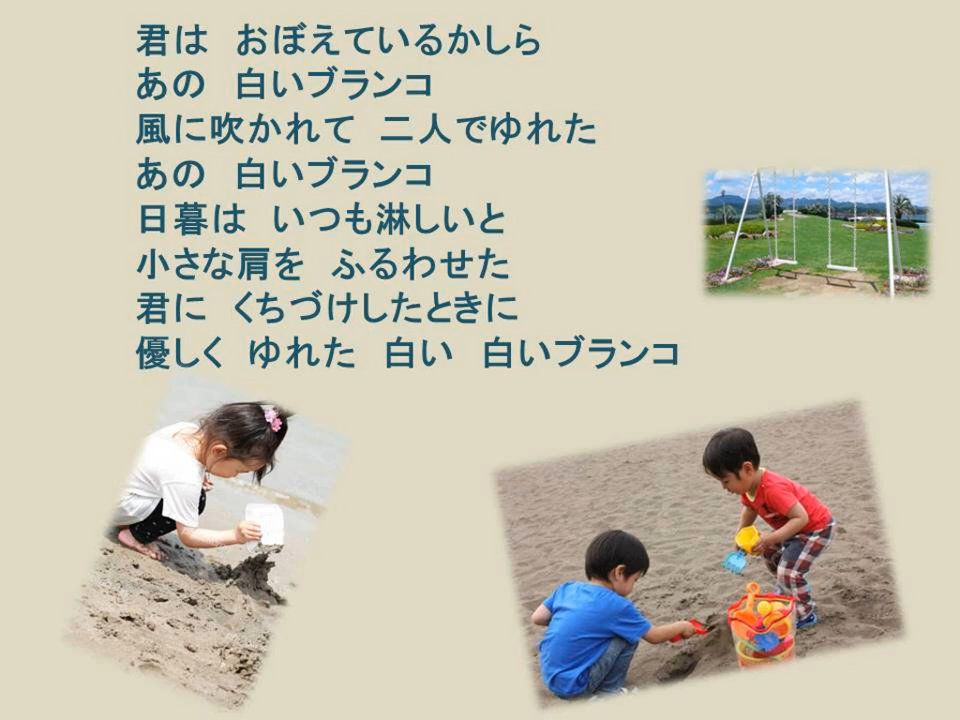 君は　おぼえているかしら
あの　白いブランコ
風に吹かれて　二人でゆれた
あの　白いブランコ
日暮は　いつも淋しいと
小さな肩を　ふるわせた
君に　くちづけしたときに
優しく　ゆれた　白い　白いブランコ